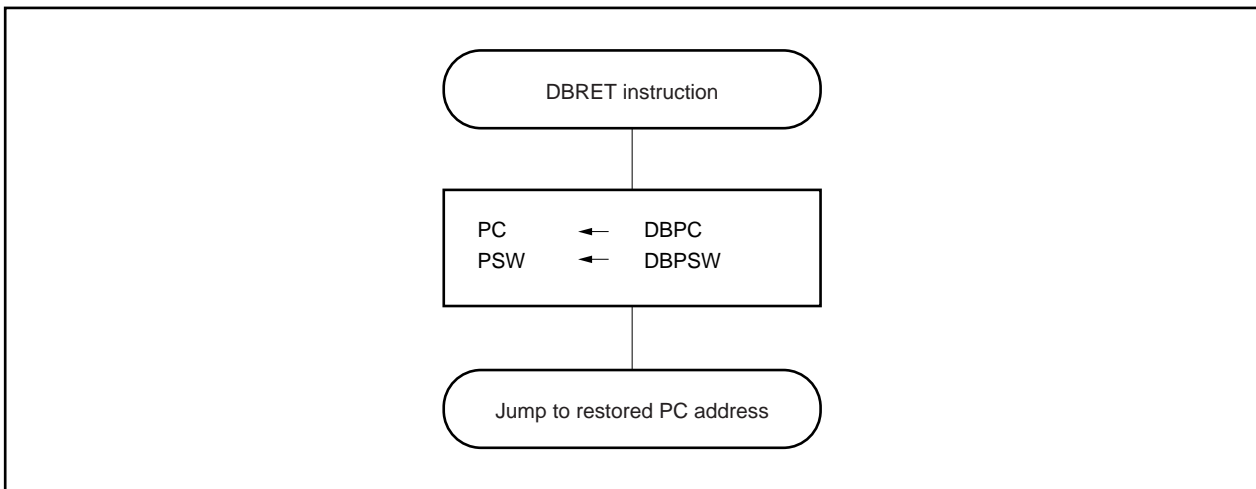 DBRET instruction
PC ← DBPC
PSW ← DBPSW
Jump to restored PC address